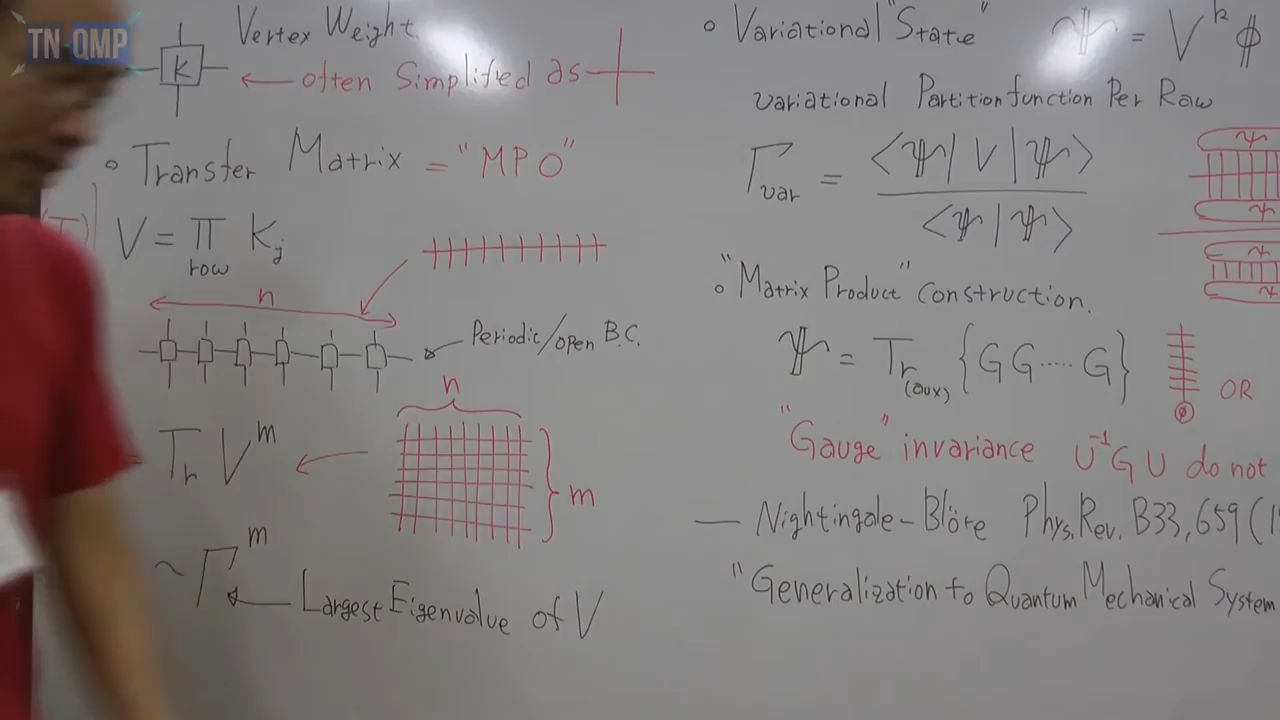 TN-QMP
K
Vertex Weight.
← often Simplified as
∘ Transfer Matrix = "MPO"
V = Π K_j
row
n
Periodic/open B.C.
n
Tr V^m ←
m
~ Γ^m ← Largest Eigenvalue of V
∘ Variational "State" Ψ = V^k φ
variational Partition function Per Raw
Γ_var = <Ψ| V |Ψ> / <Ψ|Ψ>
Ψ
Ψ
Ψ
Ψ
∘ "Matrix Product" Construction.
Ψ = Tr_(aux) {GG....G}
φ OR
"Gauge" invariance U^-1 G U do not
— Nightingale-Blöte Phys. Rev. B33, 659 (1
"Generalization to Quantum Mechanical System